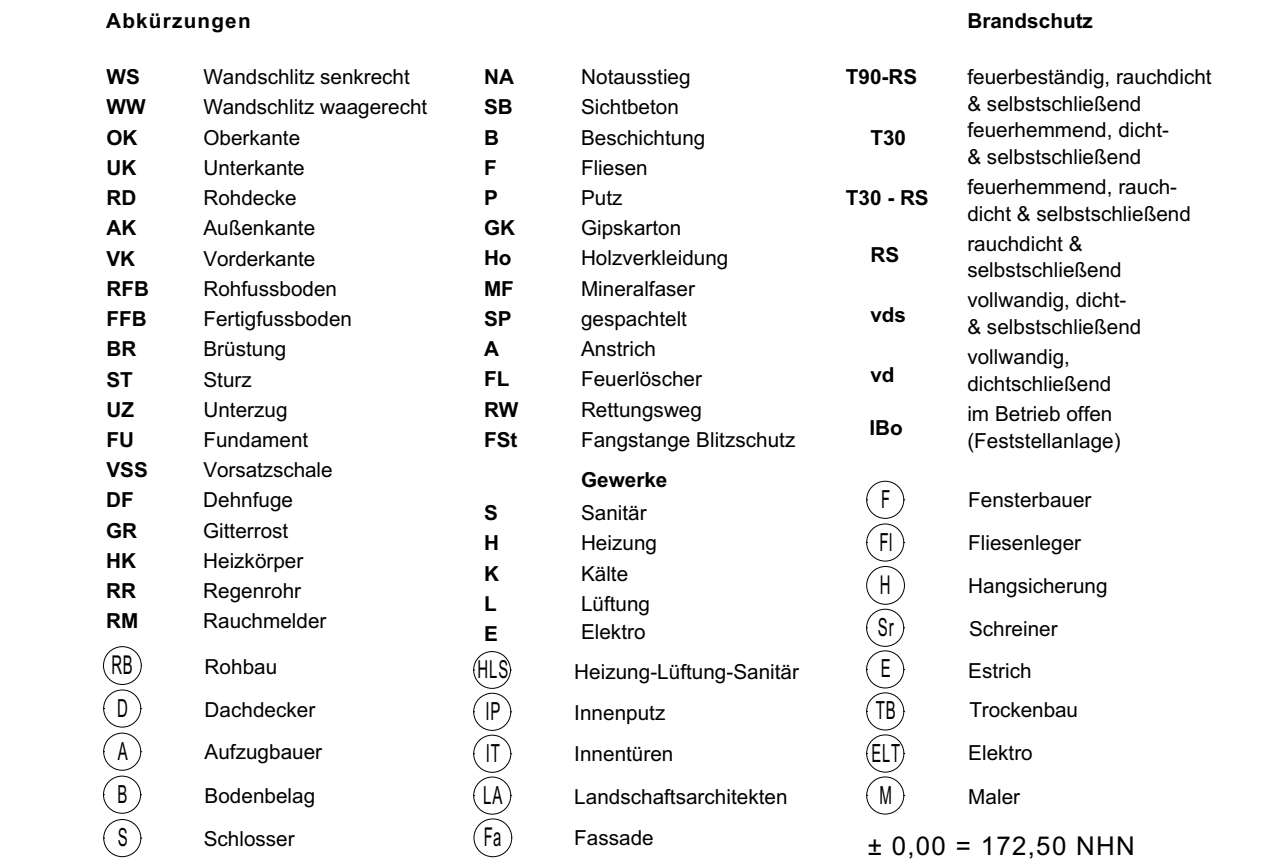 Abkürzungen
WS Wandschlitz senkrecht
WW Wandschlitz waagerecht
OK Oberkante
UK Unterkante
RD Rohdecke
AK Außenkante
VK Vorderkante
RFB Rohfussboden
FFB Fertigfussboden
BR Brüstung
ST Sturz
UZ Unterzug
FU Fundament
VSS Vorsatzschale
DF Dehnfuge
GR Gitterrost
HK Heizkörper
RR Regenrohr
RM Rauchmelder
RB Rohbau
D Dachdecker
A Aufzugbauer
B Bodenbelag
S Schlosser
NA Notausstieg
SB Sichtbeton
B Beschichtung
F Fliesen
P Putz
GK Gipskarton
Ho Holzverkleidung
MF Mineralfaser
SP gespachtelt
A Anstrich
FL Feuerlöscher
RW Rettungsweg
FSt Fangstange Blitzschutz
Gewerke
S Sanitär
H Heizung
K Kälte
L Lüftung
E Elektro
HLS Heizung-Lüftung-Sanitär
IP Innenputz
IT Innentüren
LA Landschaftsarchitekten
Fa Fassade
Brandschutz
T90-RS feuerbeständig, rauchdicht
& selbstschließend
T30 feuerhemmend, dicht-
& selbstschließend
T30 - RS feuerhemmend, rauch-
dicht & selbstschließend
RS rauchdicht &
selbstschließend
vds vollwandig, dicht-
& selbstschließend
vd vollwandig,
dichtschließend
IBo im Betrieb offen
(Feststellanlage)
F Fensterbauer
Fl Fliesenleger
H Hangsicherung
Sr Schreiner
E Estrich
TB Trockenbau
ELT Elektro
M Maler
± 0,00 = 172,50 NHN